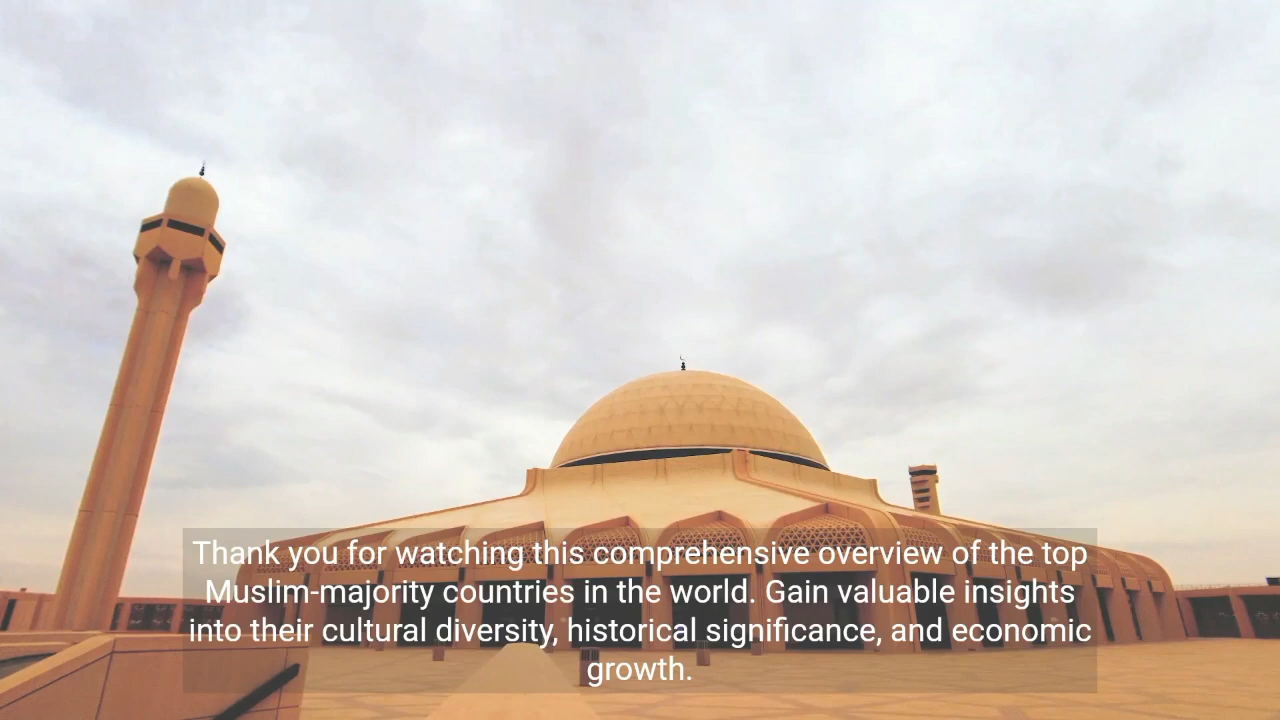 Thank you for watching this comprehensive overview of the top
Muslim-majority countries in the world. Gain valuable insights
into their cultural diversity, historical significance, and economic
growth.